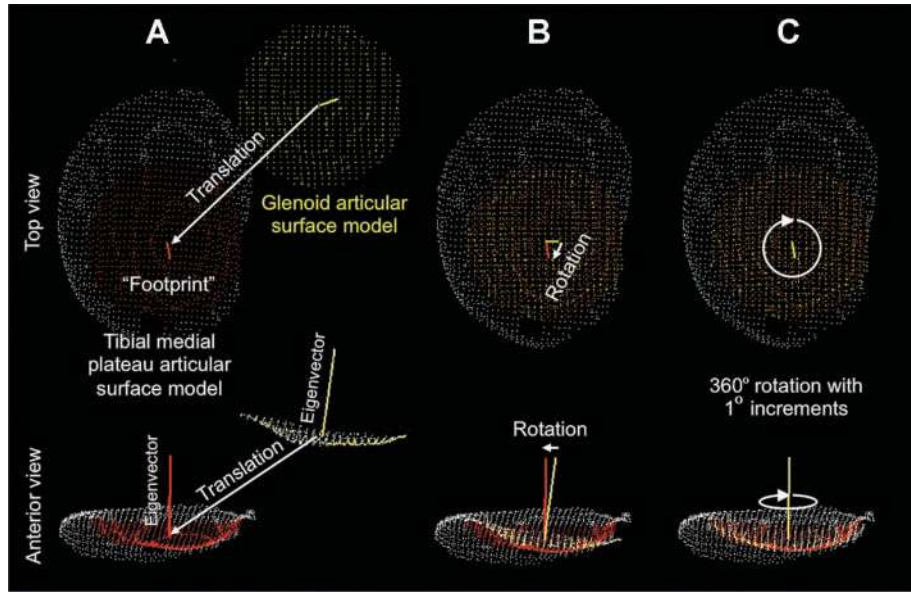 A
B
C
Top view
Translation
Glenoid articular
surface model
"Footprint"
Rotation
Tibial medial
plateau articular
surface model
360° rotation with
1° increments
Anterior view
Eigenvector
Eigenvector
Translation
Rotation